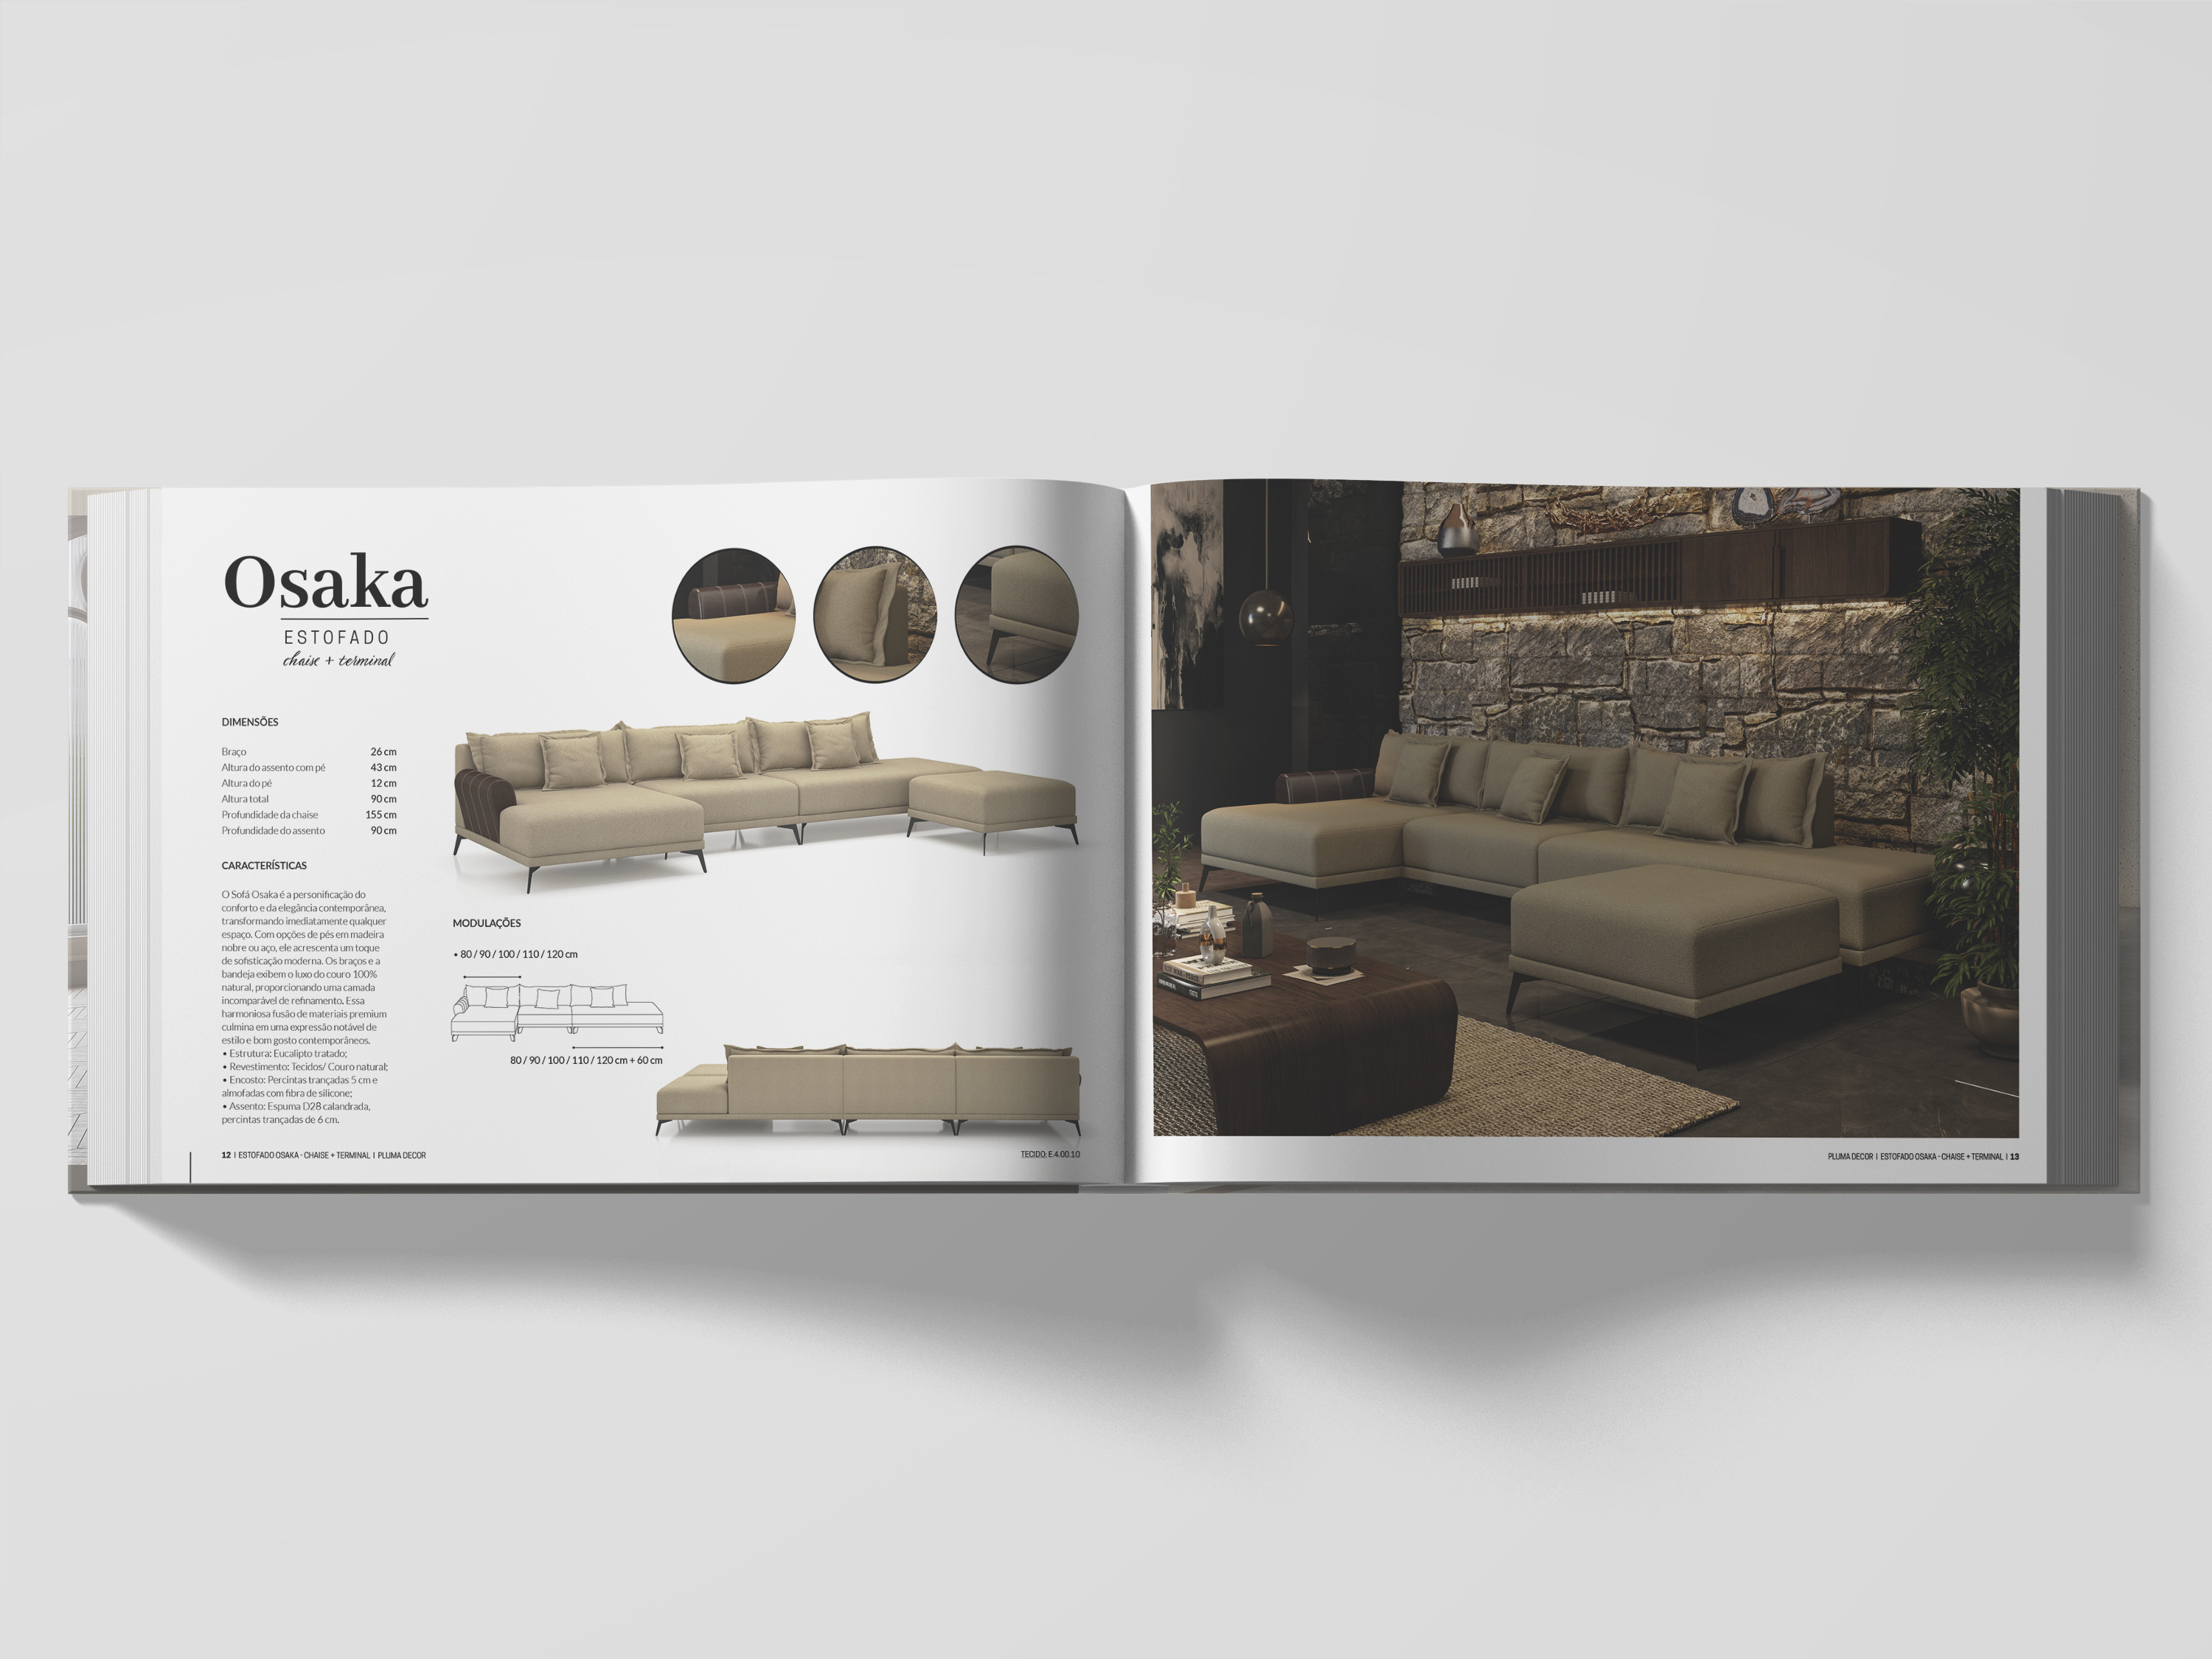 Osaka
ESTOFADO
chaise + terminal
DIMENSÕES
Braço 26 cm
Altura do assento com pé 43 cm
Altura do pé 12 cm
Altura total 90 cm
Profundidade da chaise 155 cm
Profundidade do assento 90 cm
CARACTERÍSTICAS
O Sofá Osaka é a personificação do
conforto e da elegância contemporânea,
transformando imediatamente qualquer
espaço. Com opções de pés em madeira
nobre ou aço, ele acrescenta um toque
de sofisticação moderna. Os braços e a
bandeja exibem o luxo do couro 100%
natural, proporcionando uma camada
incomparável de refinamento. Essa
harmoniosa fusão de materiais premium
culmina em uma expressão notável de
estilo e bom gosto contemporâneos.
• Estrutura: Eucalipto tratado;
• Revestimento: Tecidos/ Couro natural;
• Encosto: Percintas trançadas 5 cm e
almofadas com fibra de silicone;
• Assento: Espuma D28 calandrada,
percintas trançadas de 6 cm.
MODULAÇÕES
• 80 / 90 / 100 / 110 / 120 cm
80 / 90 / 100 / 110 / 120 cm + 60 cm
12 | ESTOFADO OSAKA - CHAISE + TERMINAL | PLUMA DECOR
TECIDO: E.4.00.10
PLUMA DECOR | ESTOFADO OSAKA - CHAISE + TERMINAL | 13